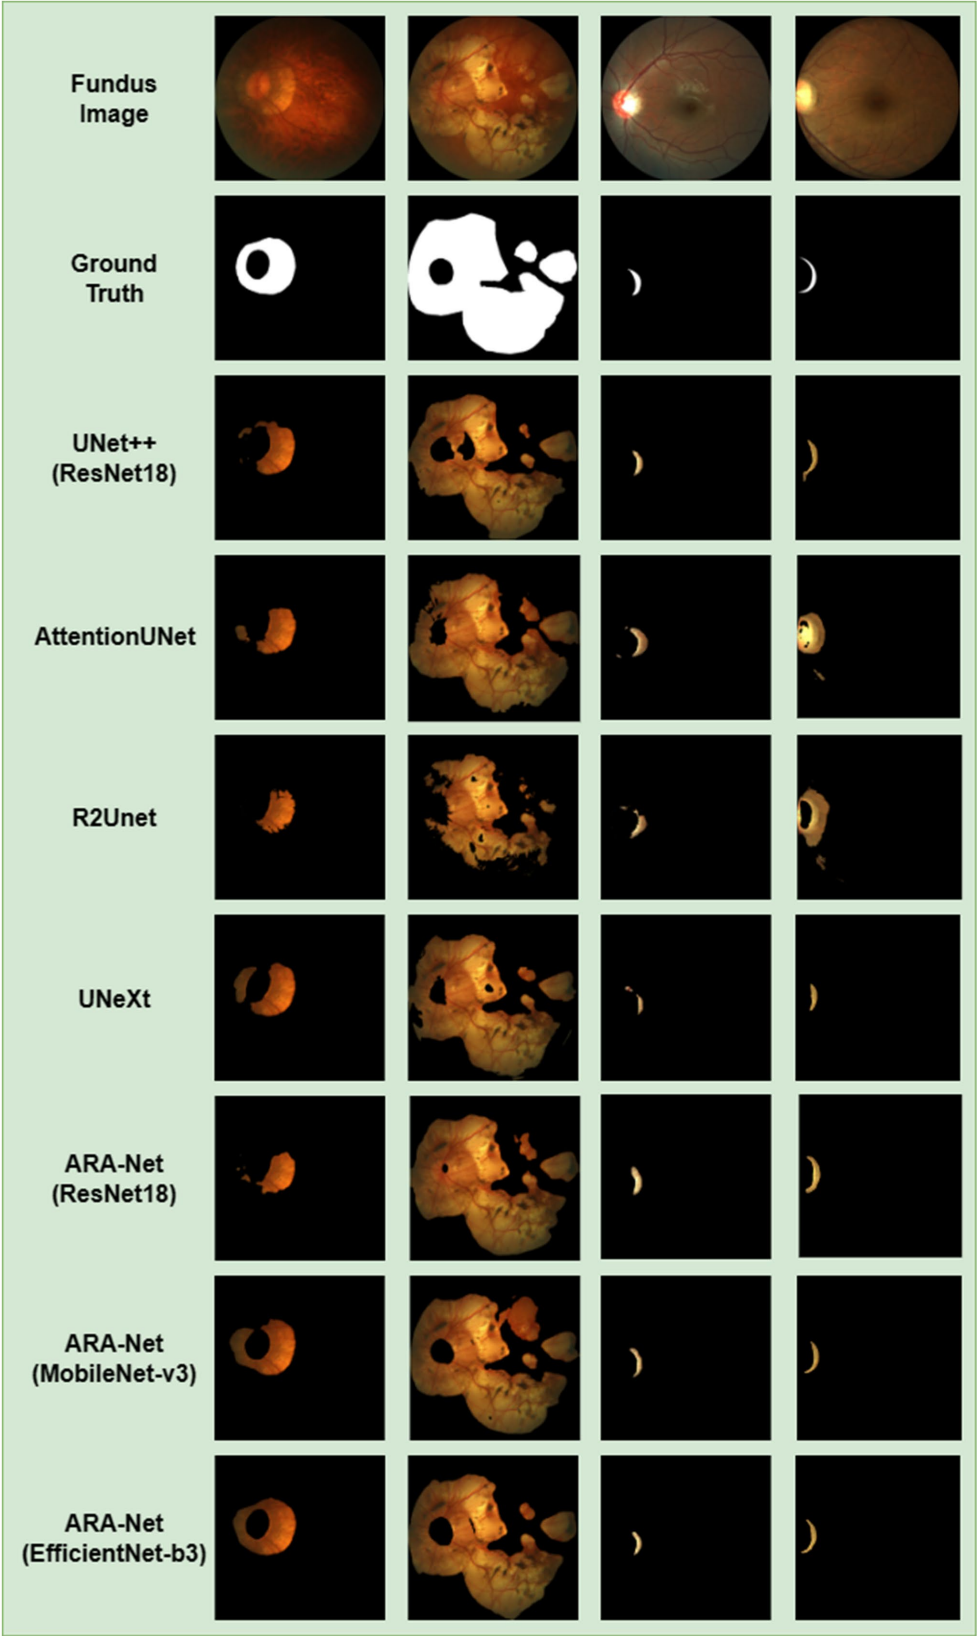 Fundus
Image
Ground
Truth
UNet++
(ResNet18)
AttentionUNet
R2Unet
UNeXt
ARA-Net
(ResNet18)
ARA-Net
(MobileNet-v3)
ARA-Net
(EfficientNet-b3)